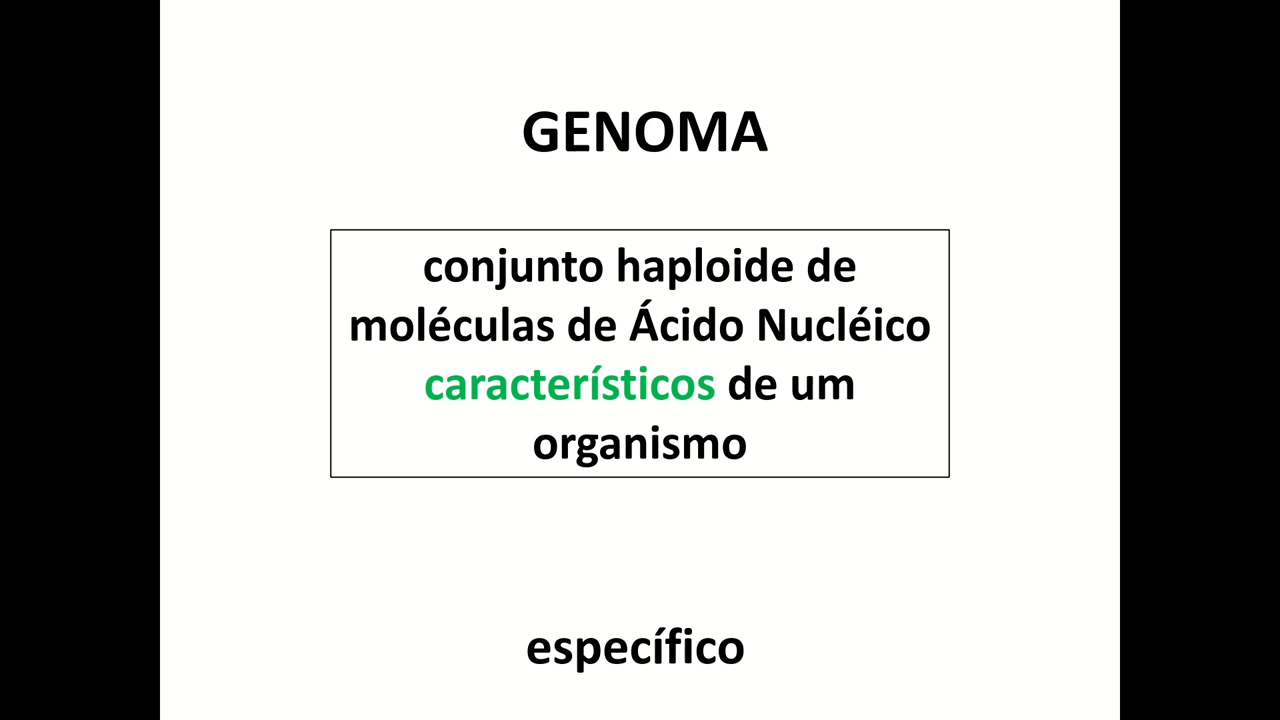 GENOMA
conjunto haploide de
moléculas de Ácido Nucléico
característicos de um
organismo
específico